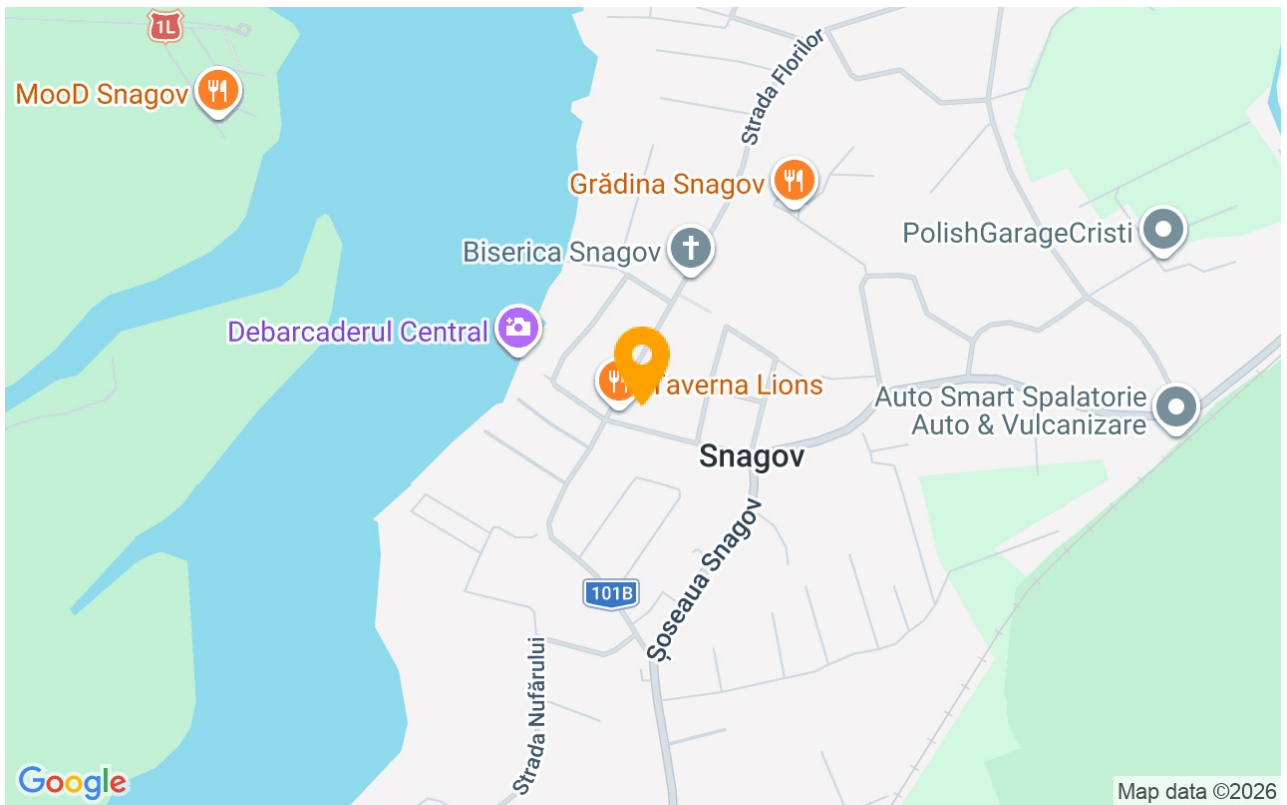 1L
MooD Snagov
Strada Florilor
Grădina Snagov
Biserica Snagov
PolishGarageCristi
Debarcaderul Central
Taverna Lions
Auto Smart Spalatorie
Auto & Vulcanizare
Snagov
Șoseaua Snagov
101B
Strada Nufărului
Google
Map data ©2026